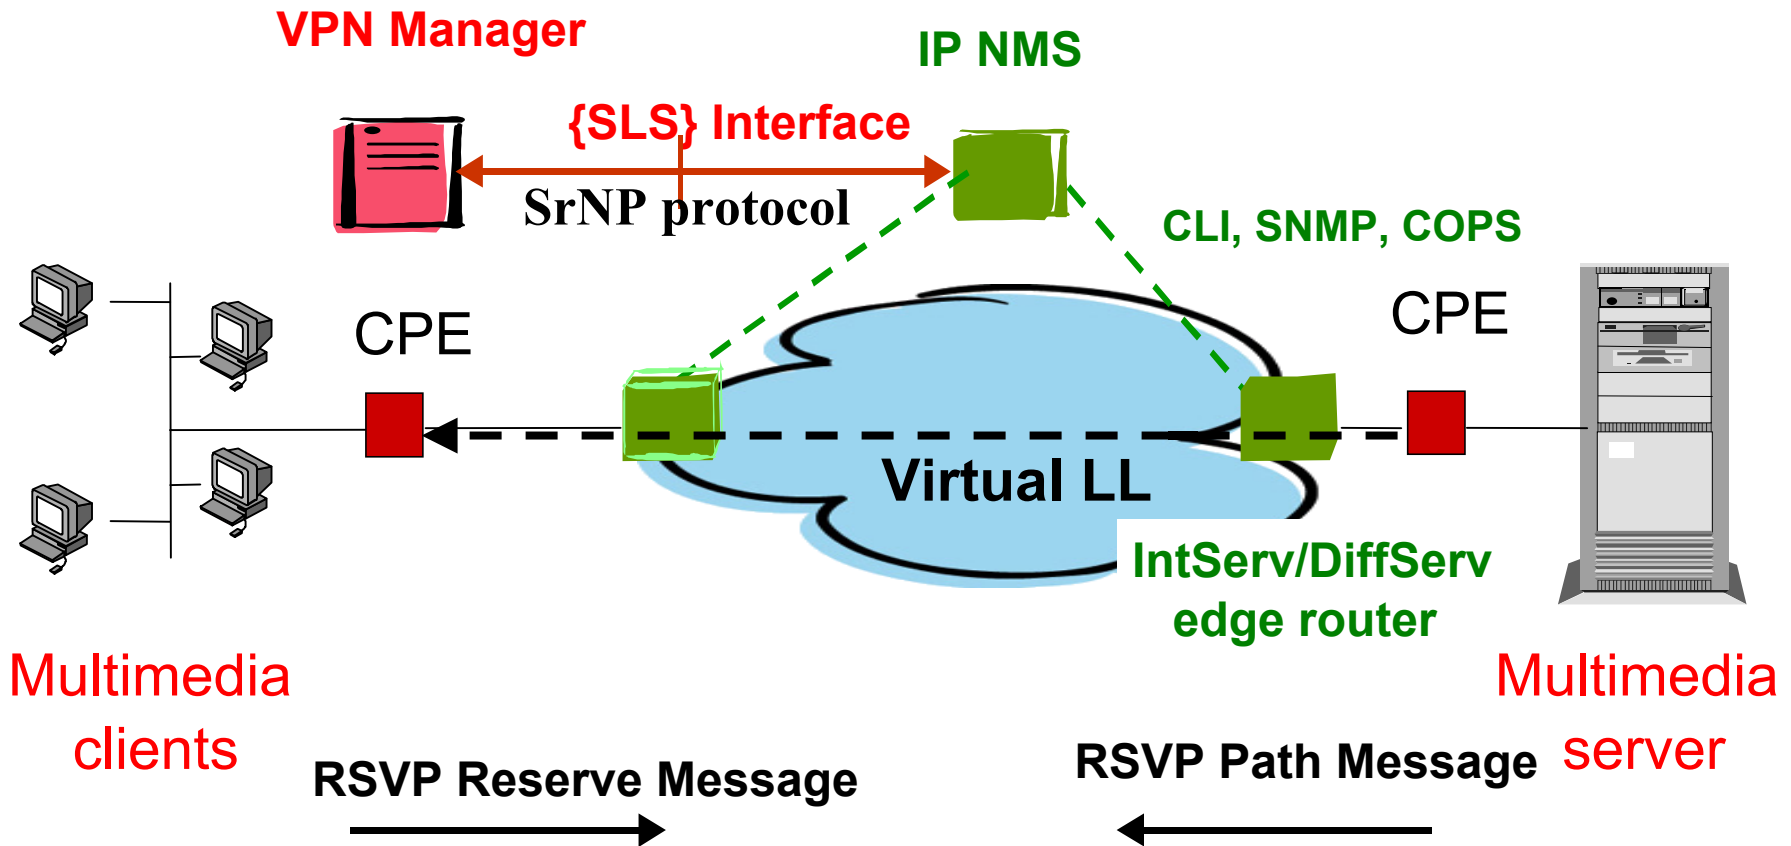 VPN Manager
IP NMS
{SLS} Interface
SrNP protocol
CLI, SNMP, COPS
CPE
CPE
Virtual LL
IntServ/DiffServ
edge router
Multimedia
clients
Multimedia
server
RSVP Reserve Message
RSVP Path Message